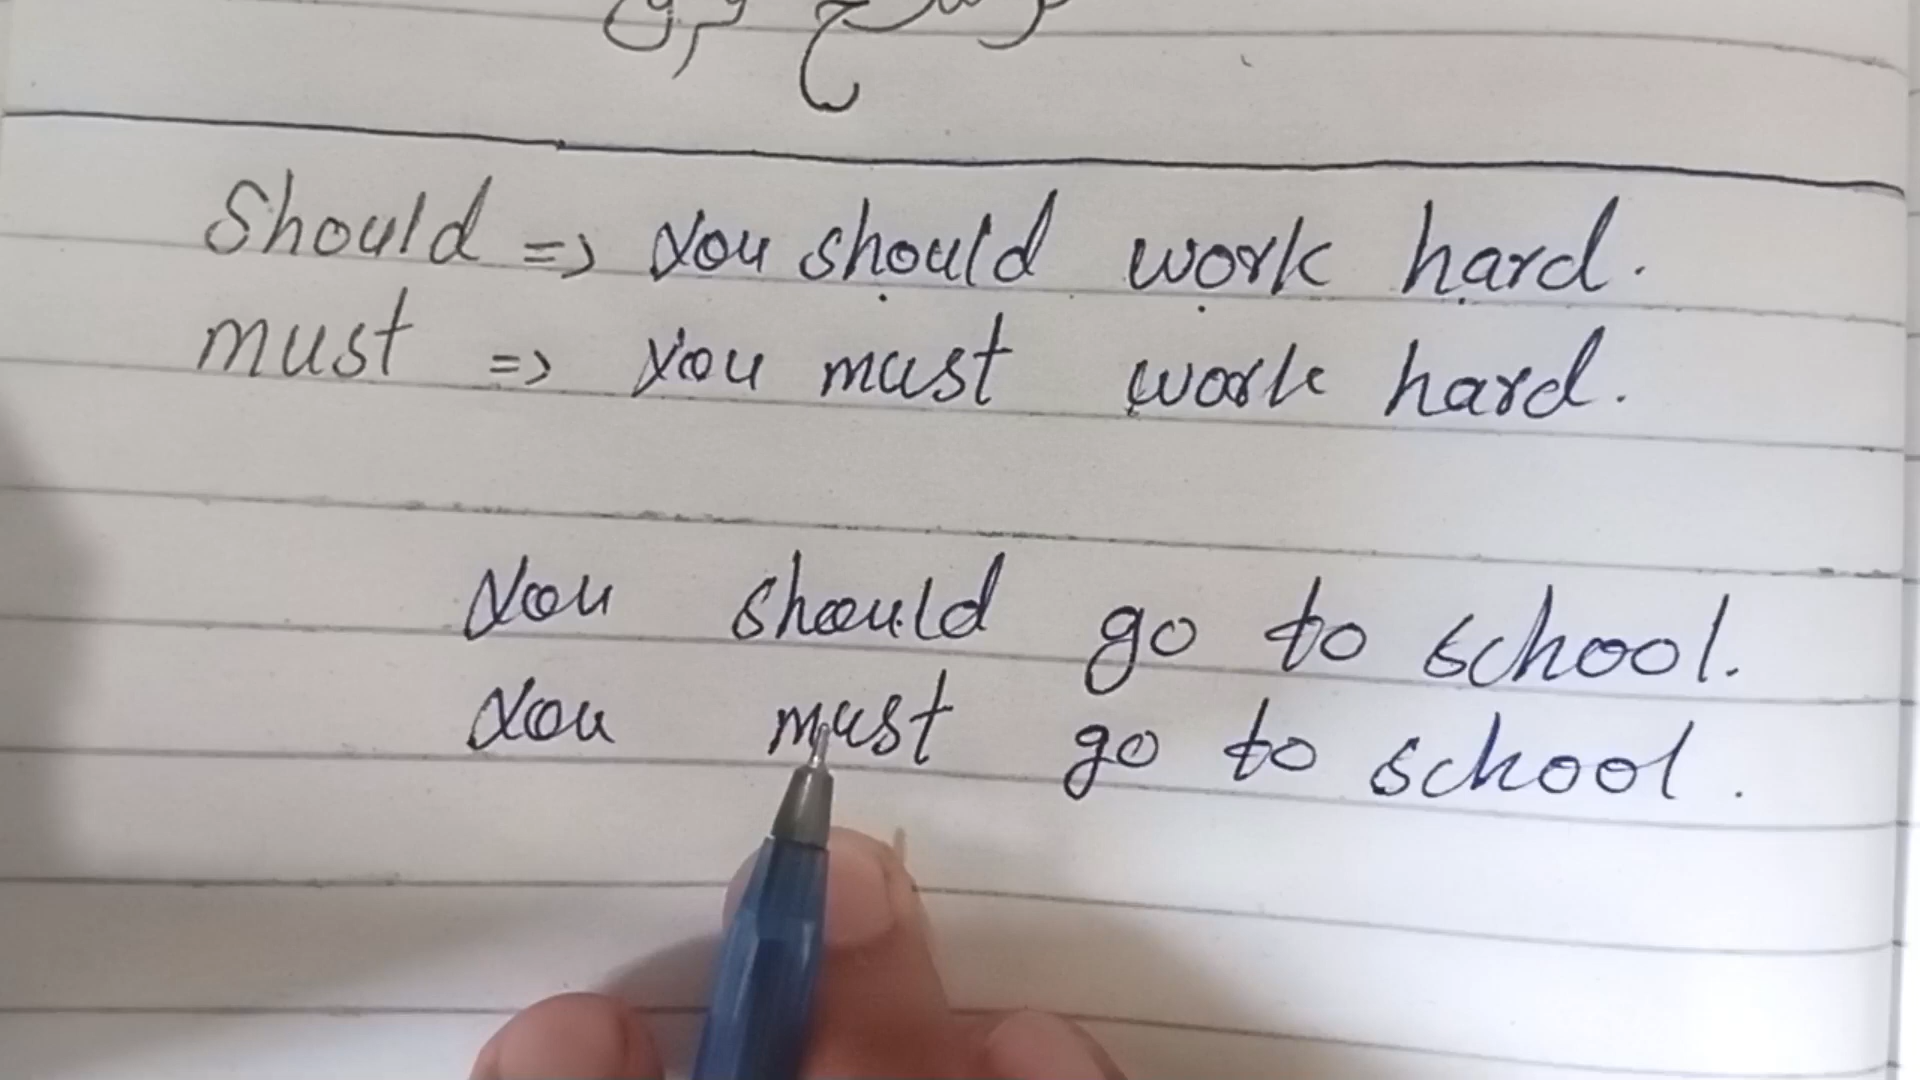 Should => You should work hard.
must => You must work hard.
You should go to school.
You must go to school.